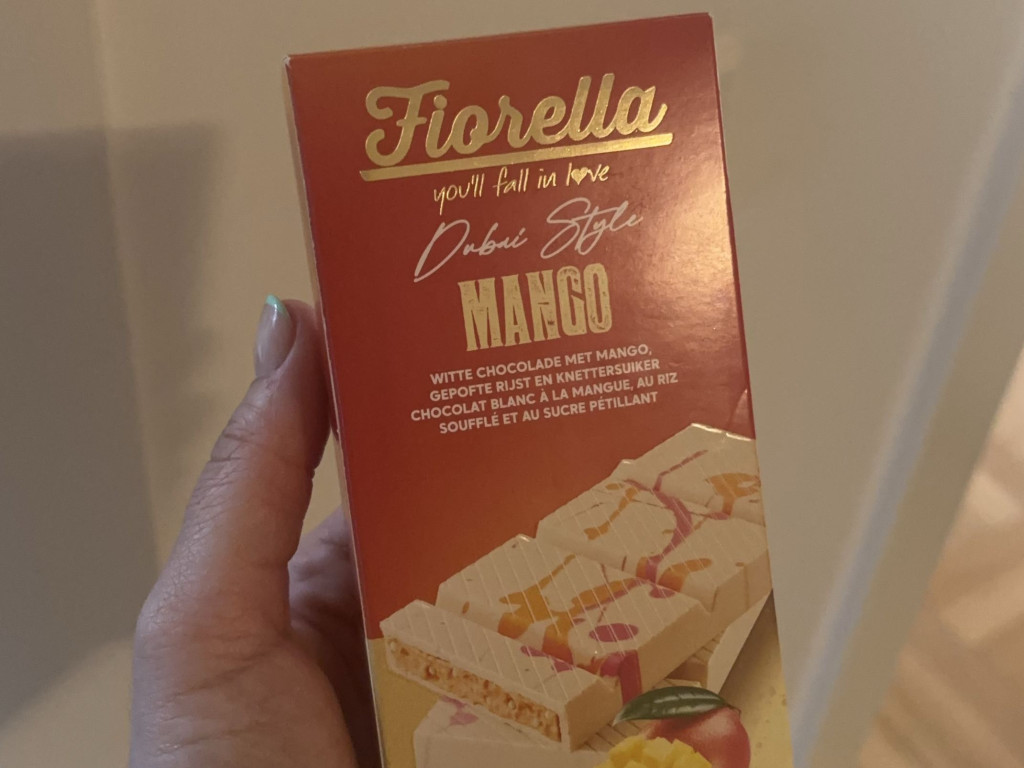 Fiorella
you'll fall in love
Dubai Style
MANGO
WITTE CHOCOLADE MET MANGO,
GEPOFTE RIJST EN KNETTERSUIKER
CHOCOLAT BLANC À LA MANGUE, AU RIZ
SOUFFLÉ ET AU SUCRE PÉTILLANT